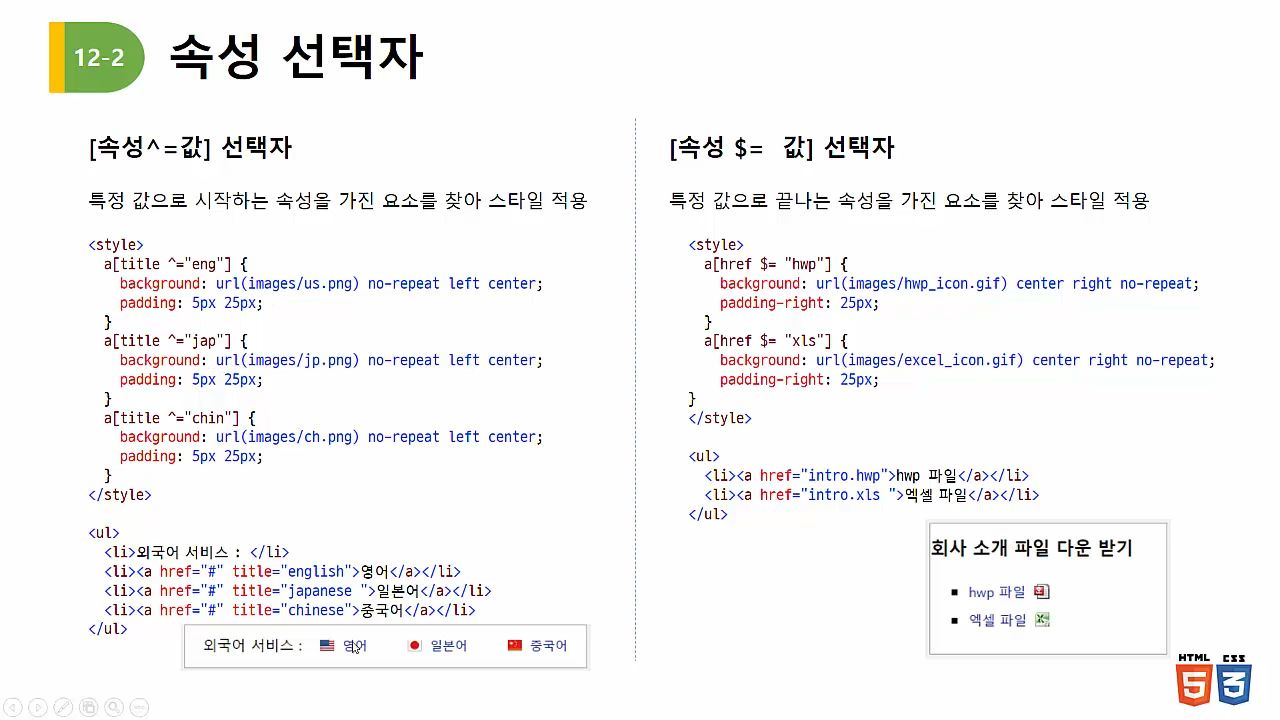 12-2 속성 선택자
[속성^=값] 선택자
특정 값으로 시작하는 속성을 가진 요소를 찾아 스타일 적용
<style>
  a[title ^="eng"] {
    background: url(images/us.png) no-repeat left center;
    padding: 5px 25px;
  }
  a[title ^="jap"] {
    background: url(images/jp.png) no-repeat left center;
    padding: 5px 25px;
  }
  a[title ^="chin"] {
    background: url(images/ch.png) no-repeat left center;
    padding: 5px 25px;
  }
</style>
<ul>
  <li>외국어 서비스 : </li>
  <li><a href="#" title="english">영어</a></li>
  <li><a href="#" title="japanese ">일본어</a></li>
  <li><a href="#" title="chinese">중국어</a></li>
</ul>
외국어 서비스 : 영어 일본어 중국어
[속성 $= 값] 선택자
특정 값으로 끝나는 속성을 가진 요소를 찾아 스타일 적용
<style>
  a[href $= "hwp"] {
    background: url(images/hwp_icon.gif) center right no-repeat;
    padding-right: 25px;
  }
  a[href $= "xls"] {
    background: url(images/excel_icon.gif) center right no-repeat;
    padding-right: 25px;
}
</style>
<ul>
  <li><a href="intro.hwp">hwp 파일</a></li>
  <li><a href="intro.xls ">엑셀 파일</a></li>
</ul>
회사 소개 파일 다운 받기
hwp 파일
엑셀 파일
HTML CSS
5 3